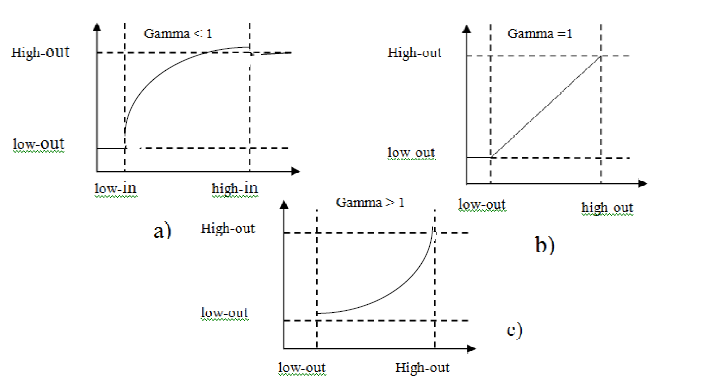 Gamma < 1
High-out
low-out
low-in
high-in
a)
Gamma =1
High-out
low out
low-out
high out
b)
Gamma > 1
High-out
low-out
low-out
High-out
c)